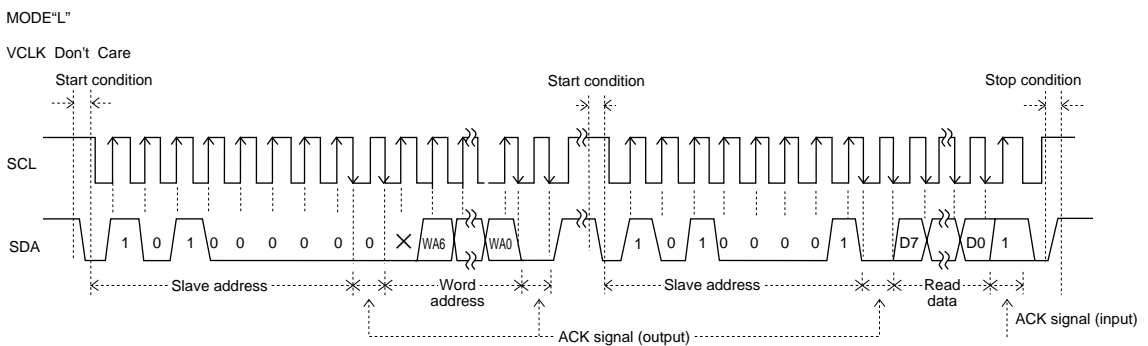 MODE“L”
VCLK Don't Care
Start condition Start condition Stop condition
SCL
SDA 1 0 1 0 0 0 0 0 0 × WA6 WA0 1 0 1 0 0 0 0 1 D7 D0 1
Slave address Word address Slave address Read data
ACK signal (output) ACK signal (input)